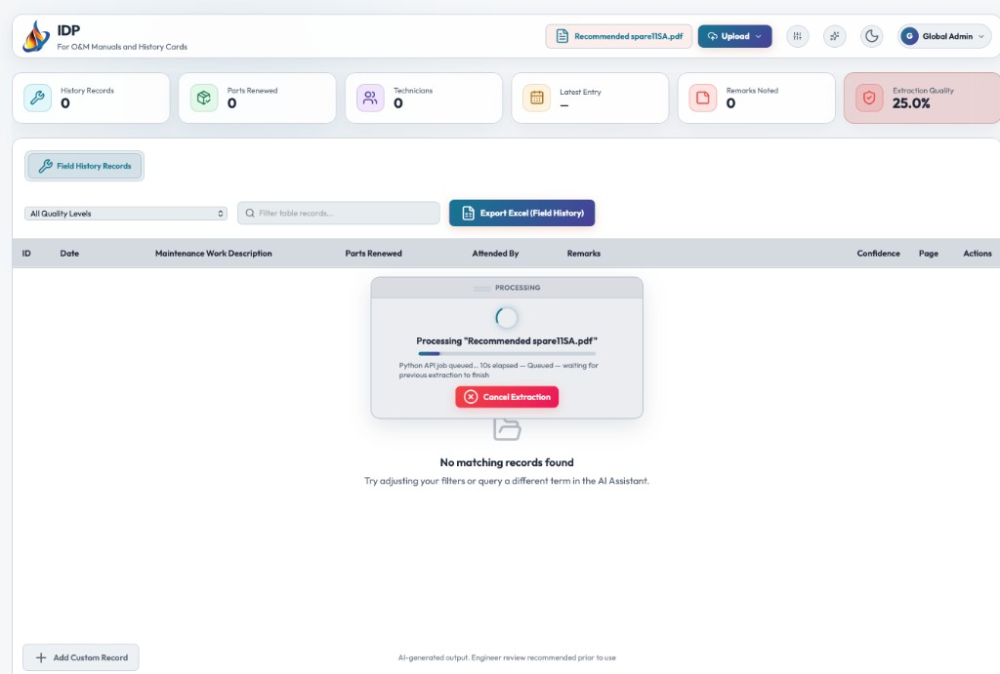 IDP
For O&M Manuals and History Cards
Recommended spare11SA.pdf
Upload
G
Global Admin
History Records
0
Parts Renewed
0
Technicians
0
Latest Entry
—
Remarks Noted
0
Extraction Quality
25.0%
Field History Records
All Quality Levels
Filter table records...
Export Excel (Field History)
ID Date Maintenance Work Description Parts Renewed Attended By Remarks Confidence Page Actions
PROCESSING
Processing "Recommended spare11SA.pdf"
Python API job queued... 10s elapsed — Queued — waiting for
previous extraction to finish
Cancel Extraction
No matching records found
Try adjusting your filters or query a different term in the AI Assistant.
Add Custom Record
AI-generated output. Engineer review recommended prior to use